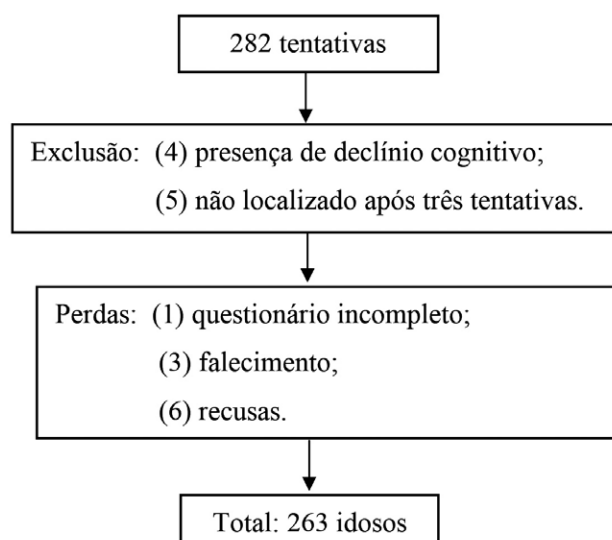 282 tentativas
Exclusão: (4) presença de declínio cognitivo;
(5) não localizado após três tentativas.
Perdas: (1) questionário incompleto;
(3) falecimento;
(6) recusas.
Total: 263 idosos